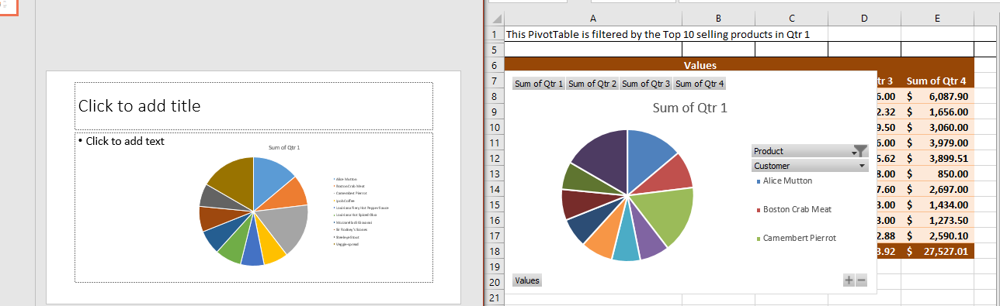 Click to add title
• Click to add text
Sum of Qtr 1
Alice Mutton
Boston Crab Meat
Camembert Pierrot
Ipoh Coffee
Louisiana Fiery Hot Pepper Sauce
Louisiana Hot Spiced Okra
Mozzarella di Giovanni
Sir Rodney's Scones
Steeleye Stout
Veggie-spread
A B C D E
1 This PivotTable is filtered by the Top 10 selling products in Qtr 1
5
6 Values
7 tr 3 Sum of Qtr 4
8 6.00 $ 6,087.90
9 2.32 $ 1,656.00
10 9.50 $ 3,060.00
11 6.00 $ 3,979.00
12 5.62 $ 3,899.51
13 8.00 $ 850.00
14 7.60 $ 2,697.00
15 3.00 $ 1,434.00
16 3.00 $ 1,273.50
17 2.88 $ 2,590.10
18 3.92 $ 27,527.01
19
20
21
Sum of Qtr 1 Sum of Qtr 2 Sum of Qtr 3 Sum of Qtr 4
Sum of Qtr 1
Product
Customer
Alice Mutton
Boston Crab Meat
Camembert Pierrot
Values